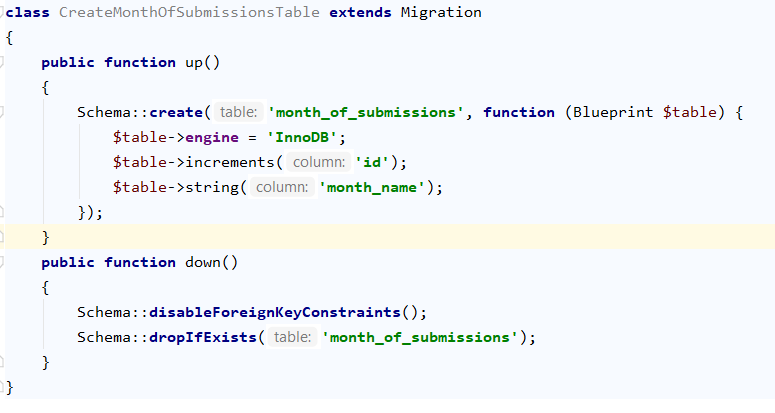 class CreateMonthOfSubmissionsTable extends Migration
{
    public function up()
    {
        Schema::create( table: 'month_of_submissions', function (Blueprint $table) {
            $table->engine = 'InnoDB';
            $table->increments( column: 'id');
            $table->string( column: 'month_name');
        });
    }
    public function down()
    {
        Schema::disableForeignKeyConstraints();
        Schema::dropIfExists( table: 'month_of_submissions');
    }
}